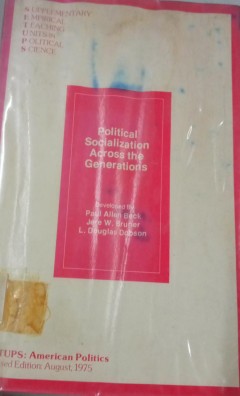 SUPPLEMENTARY
EMPIRICAL
TEACHING
UNITS IN
POLITICAL
SCIENCE
Political
Socialization
Across the
Generations
Developed by
Paul Allen Beck
Jere W. Bruner
L. Douglas Dobson
TUPS: American Politics
Edition: August, 1975